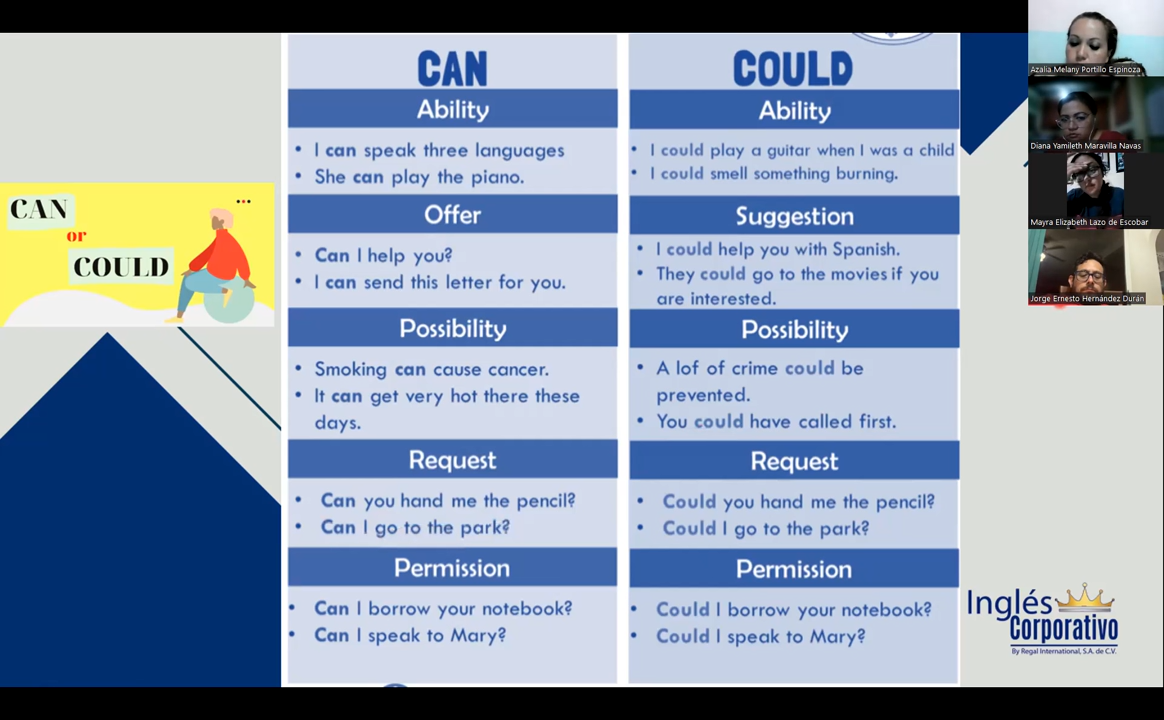 CAN
or
COULD
CAN
Ability
• I can speak three languages
• She can play the piano.
Offer
• Can I help you?
• I can send this letter for you.
Possibility
• Smoking can cause cancer.
• It can get very hot there these
days.
Request
• Can you hand me the pencil?
• Can I go to the park?
Permission
• Can I borrow your notebook?
• Can I speak to Mary?
COULD
Ability
• I could play a guitar when I was a child
• I could smell something burning.
Suggestion
• I could help you with Spanish.
• They could go to the movies if you
are interested.
Possibility
• A lof of crime could be
prevented.
• You could have called first.
Request
• Could you hand me the pencil?
• Could I go to the park?
Permission
• Could I borrow your notebook?
• Could I speak to Mary?
Azalia Melany Portillo Espinoza
Diana Yamileth Maravilla Navas
Mayra Elizabeth Lazo de Escobar
Jorge Ernesto Hernández Durán
Inglés
Corporativo
By Regal International, S.A. de C.V.